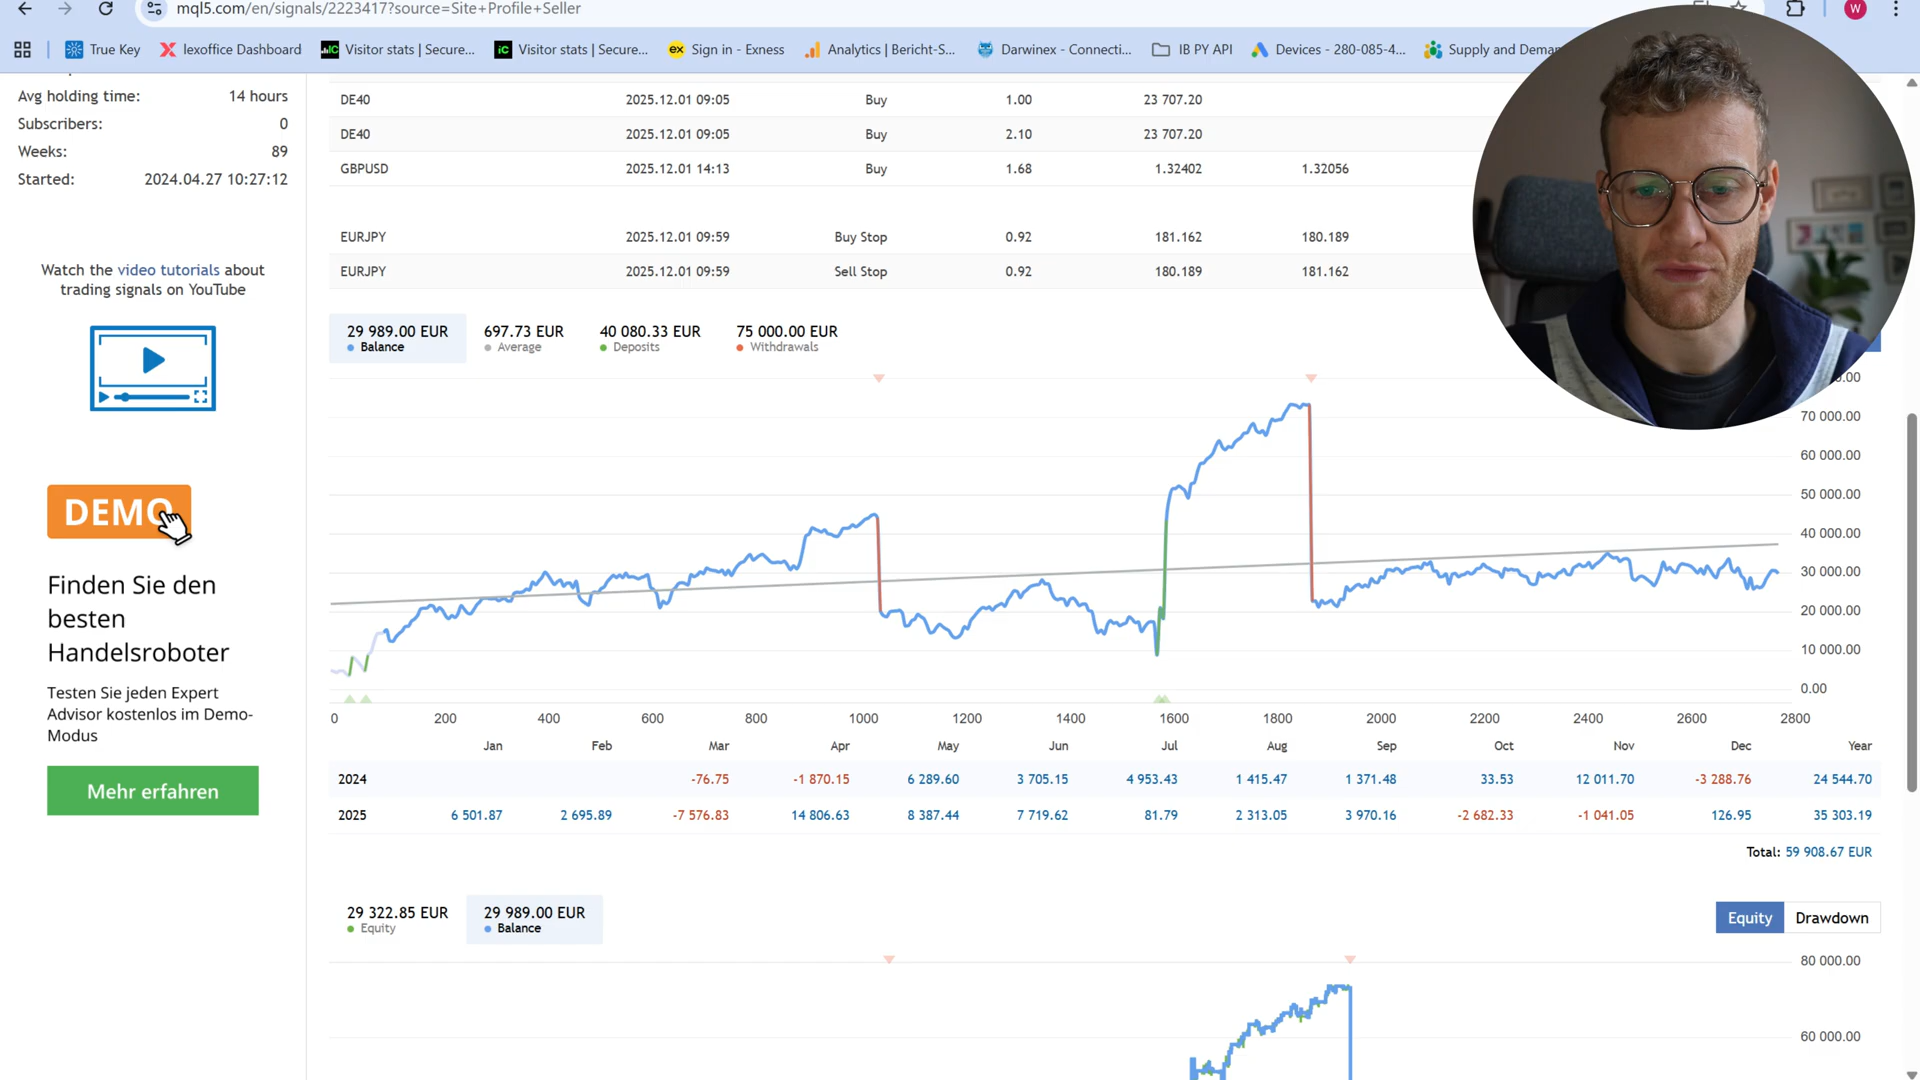 mql5.com/en/signals/2223417?source=Site+Profile+Seller
W
True Key
lexoffice Dashboard
Visitor stats | Secure...
Visitor stats | Secure...
Sign in - Exness
Analytics | Bericht-S...
Darwinex - Connecti...
IB PY API
Devices - 280-085-4...
Supply and Deman
Avg holding time: 14 hours
Subscribers: 0
Weeks: 89
Started: 2024.04.27 10:27:12
Watch the video tutorials about
trading signals on YouTube
DEMO
Finden Sie den
besten
Handelsroboter
Testen Sie jeden Expert
Advisor kostenlos im Demo-
Modus
Mehr erfahren
DE40 2025.12.01 09:05 Buy 1.00 23 707.20
DE40 2025.12.01 09:05 Buy 2.10 23 707.20
GBPUSD 2025.12.01 14:13 Buy 1.68 1.32402 1.32056
EURJPY 2025.12.01 09:59 Buy Stop 0.92 181.162 180.189
EURJPY 2025.12.01 09:59 Sell Stop 0.92 180.189 181.162
29 989.00 EUR 697.73 EUR 40 080.33 EUR 75 000.00 EUR
Balance Average Deposits Withdrawals
70 000.00
60 000.00
50 000.00
40 000.00
30 000.00
20 000.00
10 000.00
0.00
0 200 400 600 800 1000 1200 1400 1600 1800 2000 2200 2400 2600 2800
Jan Feb Mar Apr May Jun Jul Aug Sep Oct Nov Dec Year
2024 -76.75 -1 870.15 6 289.60 3 705.15 4 953.43 1 415.47 1 371.48 33.53 12 011.70 -3 288.76 24 544.70
2025 6 501.87 2 695.89 -7 576.83 14 806.63 8 387.44 7 719.62 81.79 2 313.05 3 970.16 -2 682.33 -1 041.05 126.95 35 303.19
Total: 59 908.67 EUR
29 322.85 EUR 29 989.00 EUR
Equity Balance
Equity Drawdown
80 000.00
60 000.00